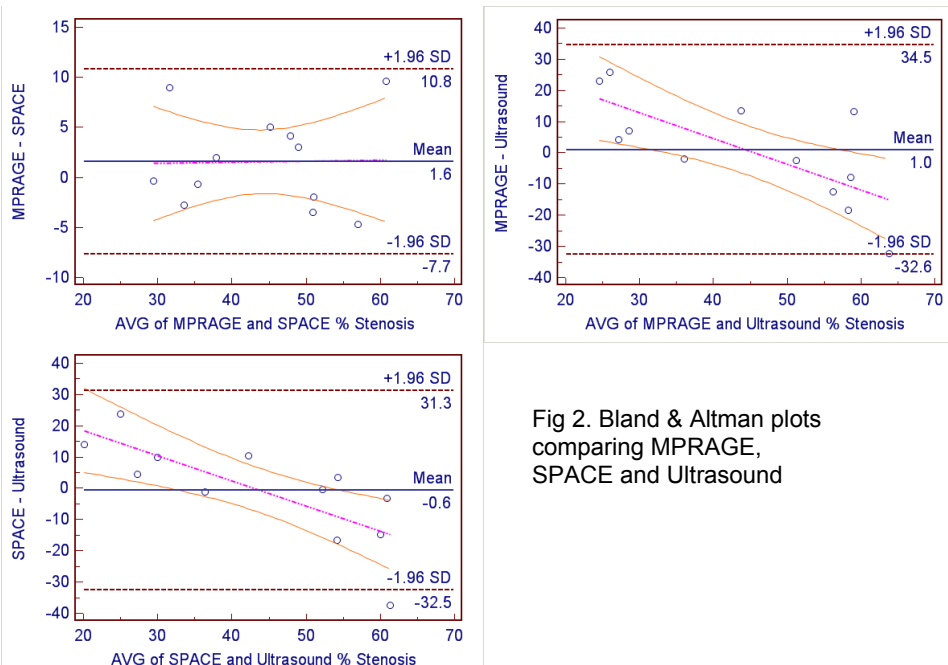 15
10
5
0
-5
-10
MPRAGE - SPACE
+1.96 SD
10.8
Mean
1.6
-1.96 SD
-7.7
20 30 40 50 60 70
AVG of MPRAGE and SPACE % Stenosis
40
30
20
10
0
-10
-20
-30
-40
MPRAGE - Ultrasound
+1.96 SD
34.5
Mean
1.0
-1.96 SD
-32.6
20 30 40 50 60 70
AVG of MPRAGE and Ultrasound % Stenosis
40
30
20
10
0
-10
-20
-30
-40
SPACE - Ultrasound
+1.96 SD
31.3
Mean
-0.6
-1.96 SD
-32.5
20 30 40 50 60 70
AVG of SPACE and Ultrasound % Stenosis
Fig 2. Bland & Altman plots
comparing MPRAGE,
SPACE and Ultrasound